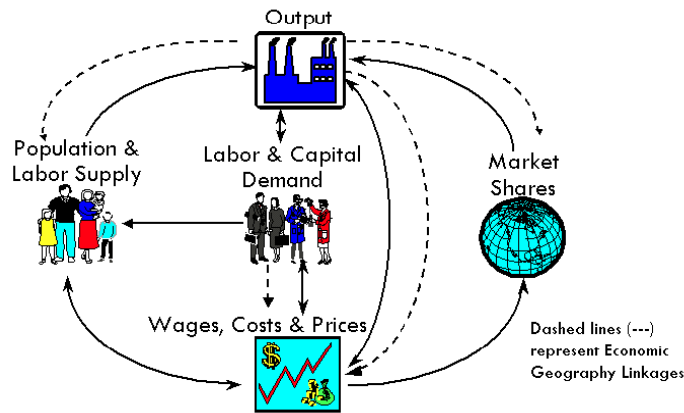 Output
Population &
Labor Supply
Labor & Capital
Demand
Market
Shares
Wages, Costs & Prices
$
Dashed lines (---)
represent Economic
Geography Linkages